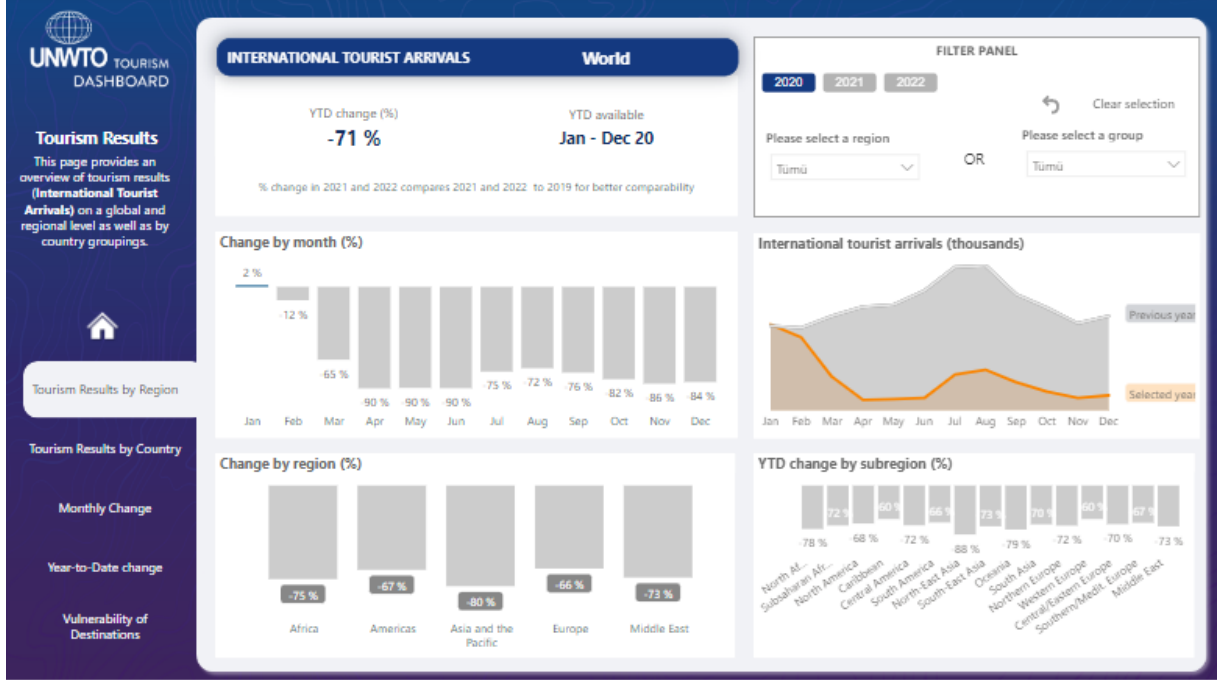 UNWTO TOURISM
DASHBOARD
Tourism Results
This page provides an
overview of tourism results
(International Tourist
Arrivals) on a global and
regional level as well as by
country groupings.
Tourism Results by Region
Tourism Results by Country
Monthly Change
Year-to-Date change
Vulnerability of
Destinations
INTERNATIONAL TOURIST ARRIVALS World
YTD change (%) YTD available
-71 % Jan - Dec 20
% change in 2021 and 2022 compares 2021 and 2022 to 2019 for better comparability
FILTER PANEL
2020 2021 2022
Clear selection
Please select a region
Tümü
OR
Please select a group
Tümü
Change by month (%)
2 %
-12 %
-65 %
-90 % -90 % -90 %
-75 % -72 % -76 %
-82 % -86 % -84 %
Jan Feb Mar Apr May Jun Jul Aug Sep Oct Nov Dec
International tourist arrivals (thousands)
Previous year
Selected year
Jan Feb Mar Apr May Jun Jul Aug Sep Oct Nov Dec
Change by region (%)
-75 % -67 % -80 % -66 % -73 %
Africa Americas Asia and the
Pacific Europe Middle East
YTD change by subregion (%)
72 % 60 % 66 % 73 % 70 % 60 % 67 %
-78 % -68 % -72 % -88 % -79 % -72 % -70 % -73 %
North Af...
Subsaharan Afr...
North America
Caribbean
Central America
South America
North-East Asia
South-East Asia
Oceania
South Asia
Northern Europe
Western Europe
Central/Eastern Europe
Southern/Medit. Europe
Middle East